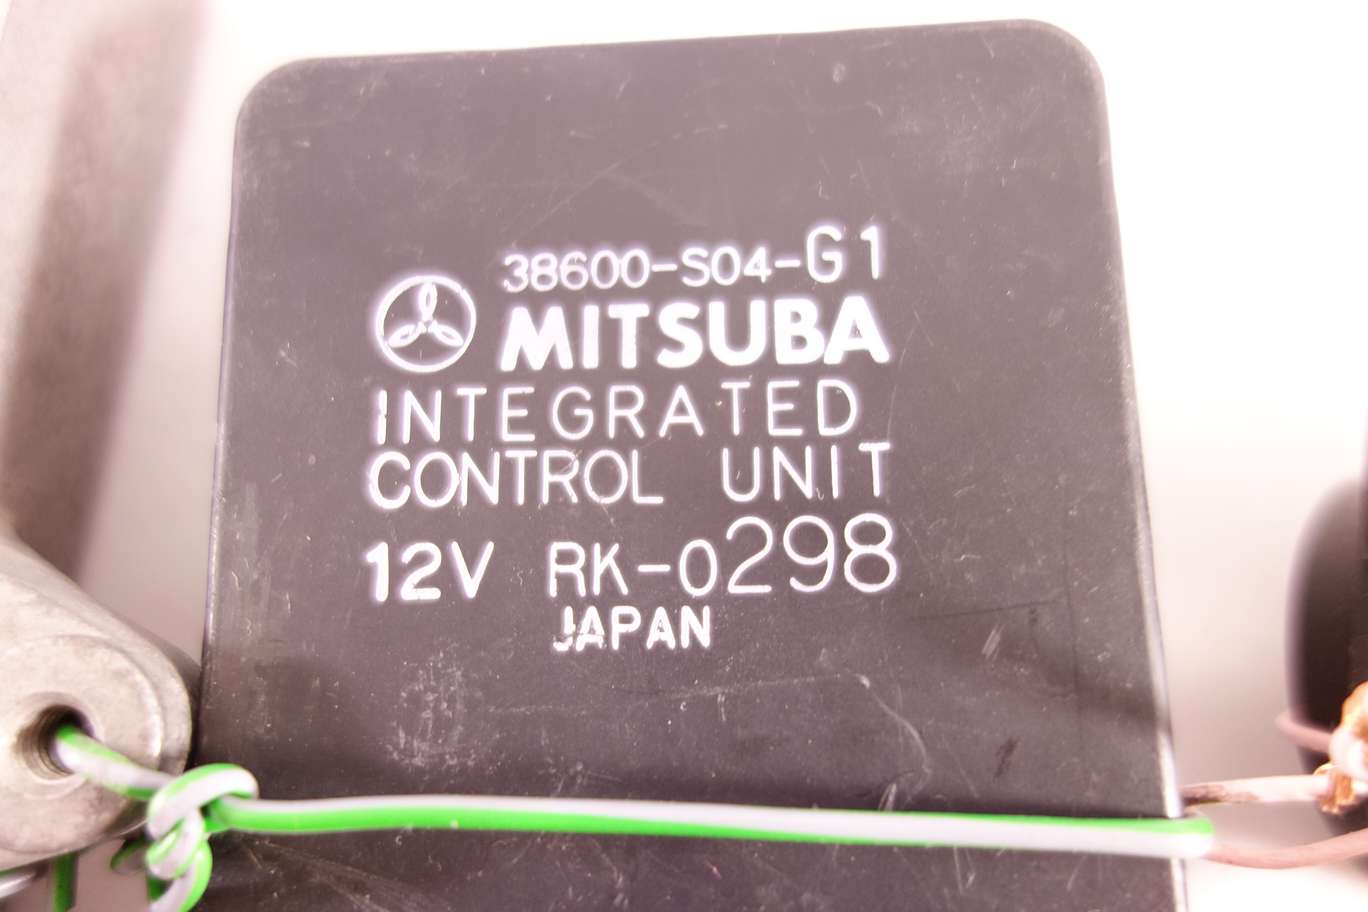 38600-S04-G1
MITSUBA
INTEGRATED
CONTROL UNIT
12V RK-0298
JAPAN